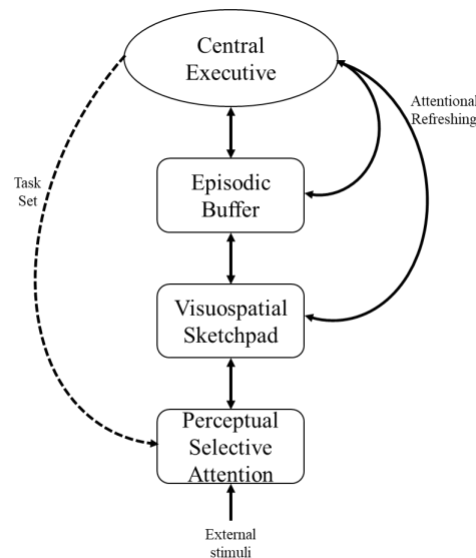 Central
Executive
Attentional
Refreshing
Task
Set
Episodic
Buffer
Visuospatial
Sketchpad
Perceptual
Selective
Attention
External
stimuli